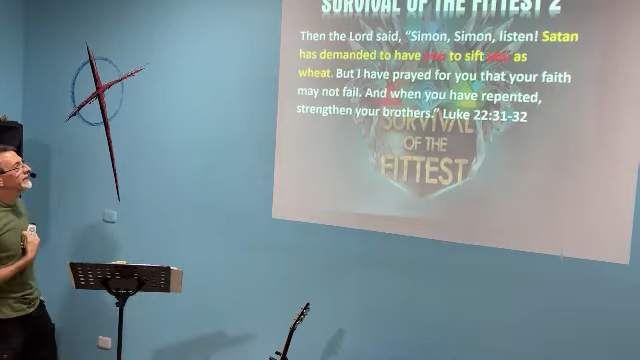 SURVIVAL OF THE FITTEST 2
Then the Lord said, “Simon, Simon, listen! Satan
has demanded to have you to sift you as
wheat. But I have prayed for you that your faith
may not fail. And when you have repented,
strengthen your brothers.” Luke 22:31-32
SURVIVAL
OF THE
FITTEST